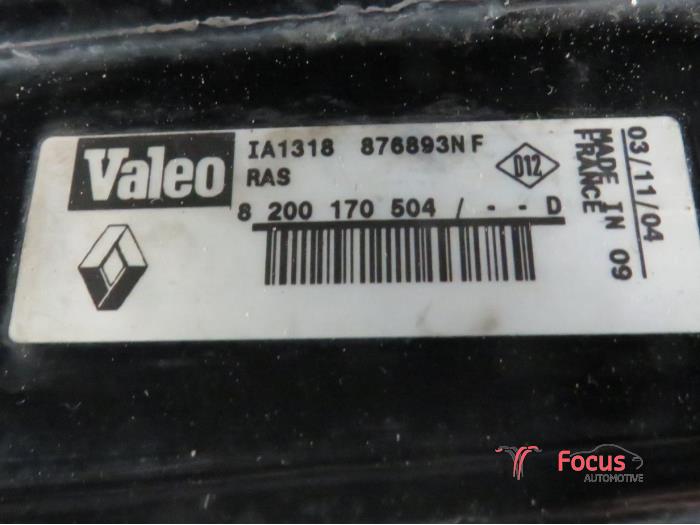 Valeo
IA1318 876893N F
RAS
D12
8 200 170 504 / - - D
03/11/04
MADE IN 09
FRANCE
Focus
AUTOMOTIVE